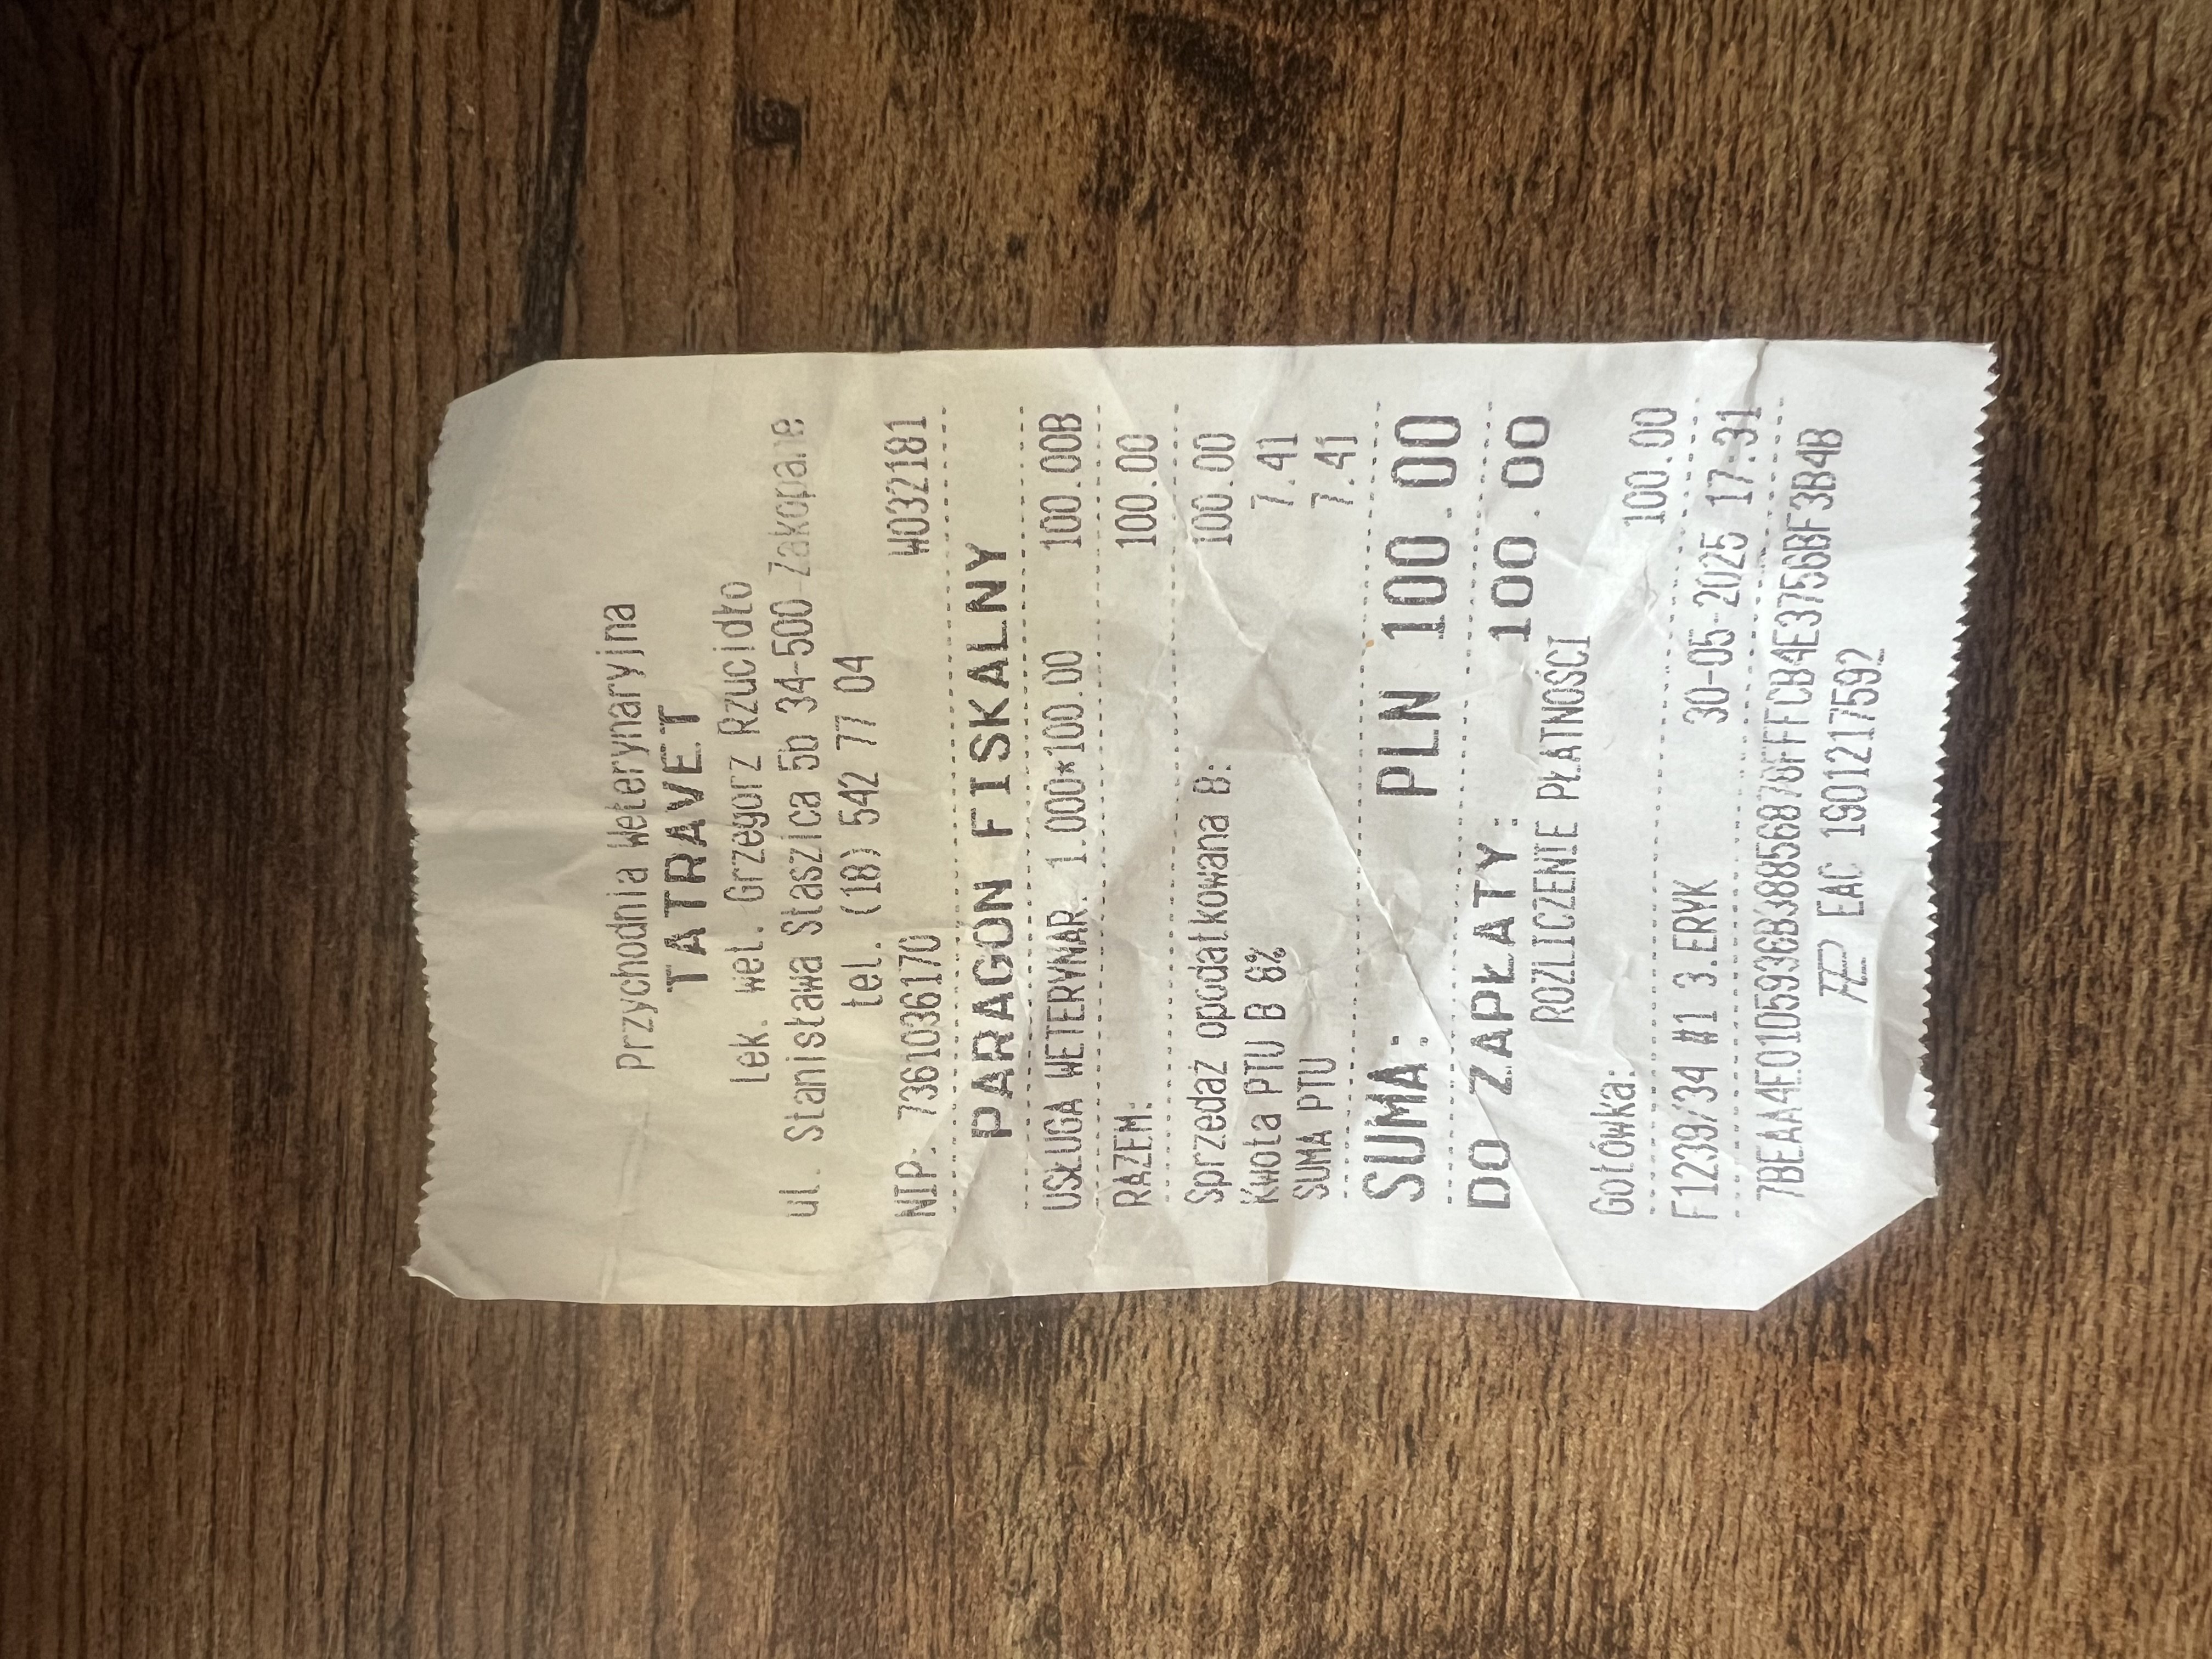 Przychodnia Weterynaryjna
TATRAVET
Lek. wet. Grzegorz Rzucidło
ul. Stanisława Staszica 5b 34-500 Zakopane
tel. (18) 542 77 04
NIP: 7361036170 W032181
PARAGON FISKALNY
USŁUGA WETERYNAR. 1.000*100.00 100.00B
RAZEM: 100.00
Sprzedaż opodatkowana B: 100.00
Kwota PTU B 8% 7.41
SUMA PTU 7.41
SUMA: PLN 100.00
DO ZAPŁATY: 100.00
ROZLICZENIE PŁATNOŚCI
Gotówka: 100.00
F1239/34 #1 3.ERYK 30-05-2025 17:31
EAC 1901217592